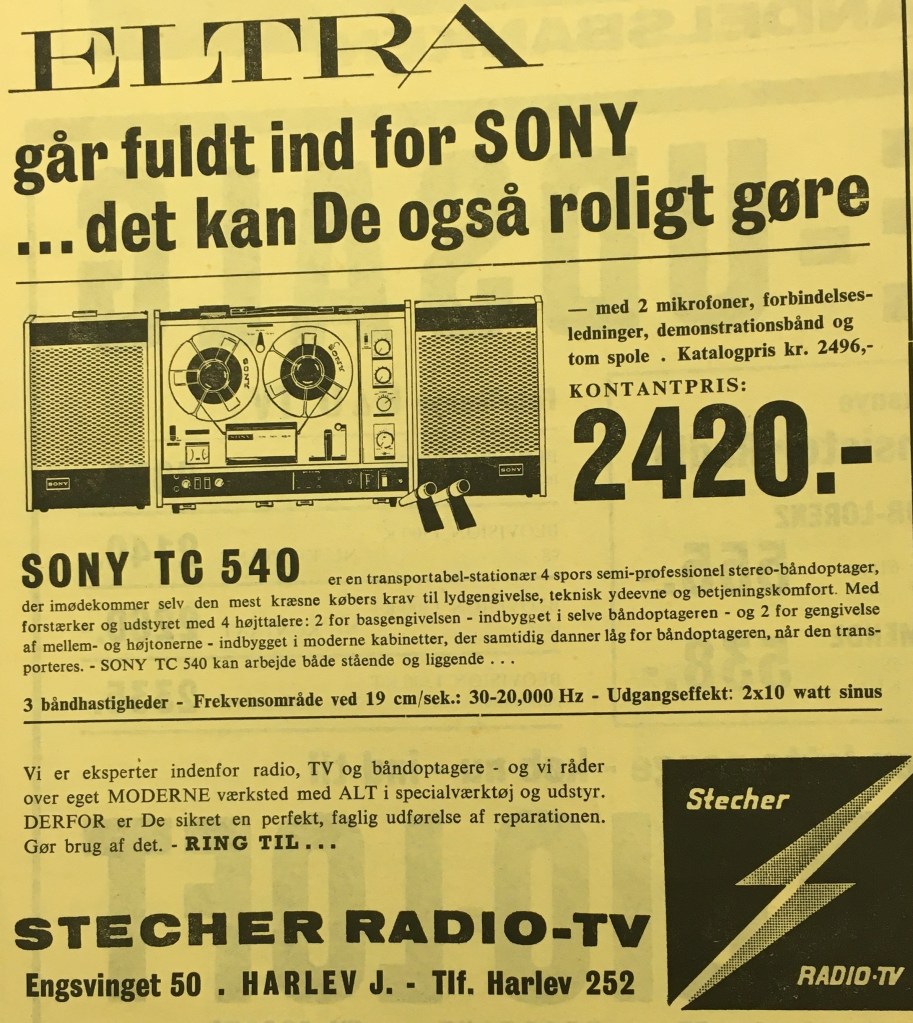 ELTRA
går fuldt ind for SONY
...det kan De også roligt gøre
— med 2 mikrofoner, forbindelses-
ledninger, demonstrationsbånd og
tom spole . Katalogpris kr. 2496,-
KONTANTPRIS:
2420.-
SONY
SONY
SONY
SONY
SONY
SONY TC 540 er en transportabel-stationær 4 spors semi-professionel stereo-båndoptager,
der imødekommer selv den mest kræsne købers krav til lydgengivelse, teknisk ydeevne og betjeningskomfort. Med
forstærker og udstyret med 4 højttalere: 2 for basgengivelsen - indbygget i selve båndoptageren - og 2 for gengivelse
af mellem- og højtonerne - indbygget i moderne kabinetter, der samtidig danner låg for båndoptageren, når den trans-
porteres. - SONY TC 540 kan arbejde både stående og liggende . . .
3 båndhastigheder - Frekvensområde ved 19 cm/sek.: 30-20,000 Hz - Udgangseffekt: 2x10 watt sinus
Vi er eksperter indenfor radio, TV og båndoptagere - og vi råder
over eget MODERNE værksted med ALT i specialværktøj og udstyr.
DERFOR er De sikret en perfekt, faglig udførelse af reparationen.
Gør brug af det. - RING TIL...
Stecher
RADIO-TV
STECHER RADIO-TV
Engsvinget 50 . HARLEV J. - Tlf. Harlev 252